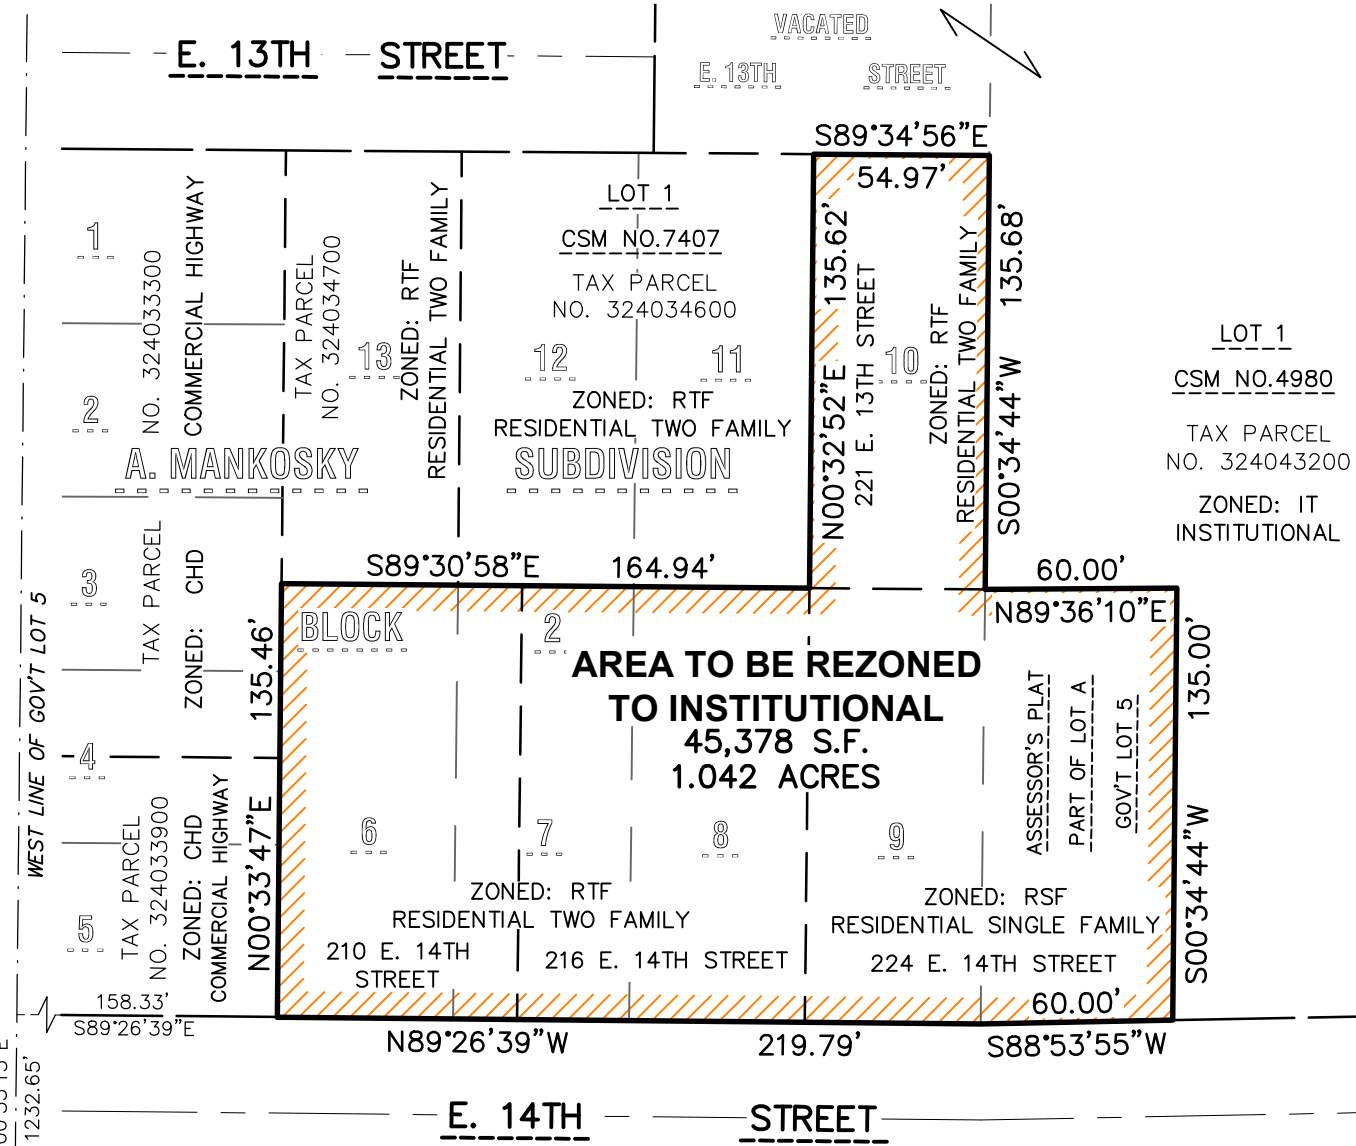 VACATED
E. 13TH STREET
E. 13TH STREET
S89°34'56"E
54.97'
LOT 1
CSM NO.7407
TAX PARCEL
NO. 324034600
1
NO. 324033300
COMMERCIAL HIGHWAY
TAX PARCEL
NO. 324034700
13
ZONED: RTF
RESIDENTIAL TWO FAMILY
12
11
ZONED: RTF
RESIDENTIAL TWO FAMILY
N00°32'52"E 135.62'
221 E. 13TH STREET
10
ZONED: RTF
RESIDENTIAL TWO FAMILY
S00°34'44"W 135.68'
LOT 1
CSM NO.4980
TAX PARCEL
NO. 324043200
ZONED: IT
INSTITUTIONAL
2
A. MANKOSKY SUBDIVISION
S89°30'58"E 164.94'
60.00'
N89°36'10"E
3
TAX PARCEL
ZONED: CHD
WEST LINE OF GOV'T LOT 5
BLOCK 2
AREA TO BE REZONED
TO INSTITUTIONAL
45,378 S.F.
1.042 ACRES
N00°33'47"E 135.46'
ASSESSOR'S PLAT
PART OF LOT A
GOV'T LOT 5
S00°34'44"W 135.00'
4
5
TAX PARCEL
NO. 324033900
ZONED: CHD
COMMERCIAL HIGHWAY
6
7
8
9
ZONED: RTF
RESIDENTIAL TWO FAMILY
210 E. 14TH
STREET
216 E. 14TH STREET
ZONED: RSF
RESIDENTIAL SINGLE FAMILY
224 E. 14TH STREET
60.00'
158.33'
S89°26'39"E
N89°26'39"W
219.79'
S88°53'55"W
1232.65'
E. 14TH STREET